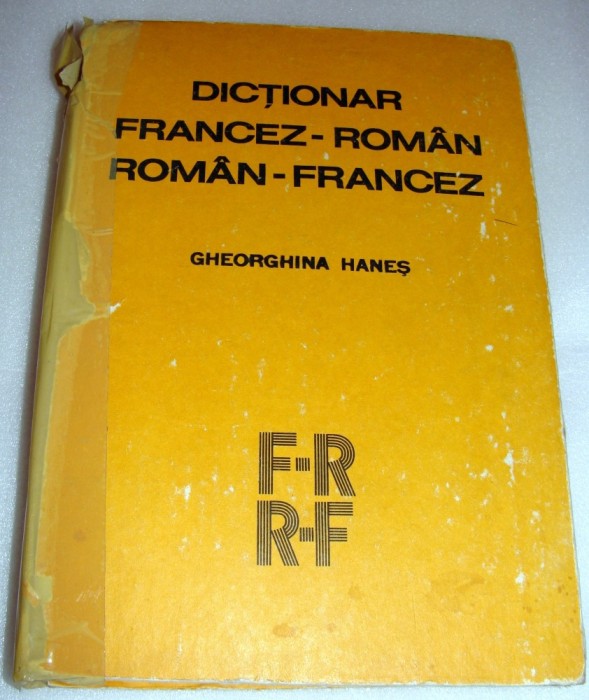 DICȚIONAR
FRANCEZ-ROMÂN
ROMÂN-FRANCEZ
GHEORGHINA HANEȘ
F-R
R-F